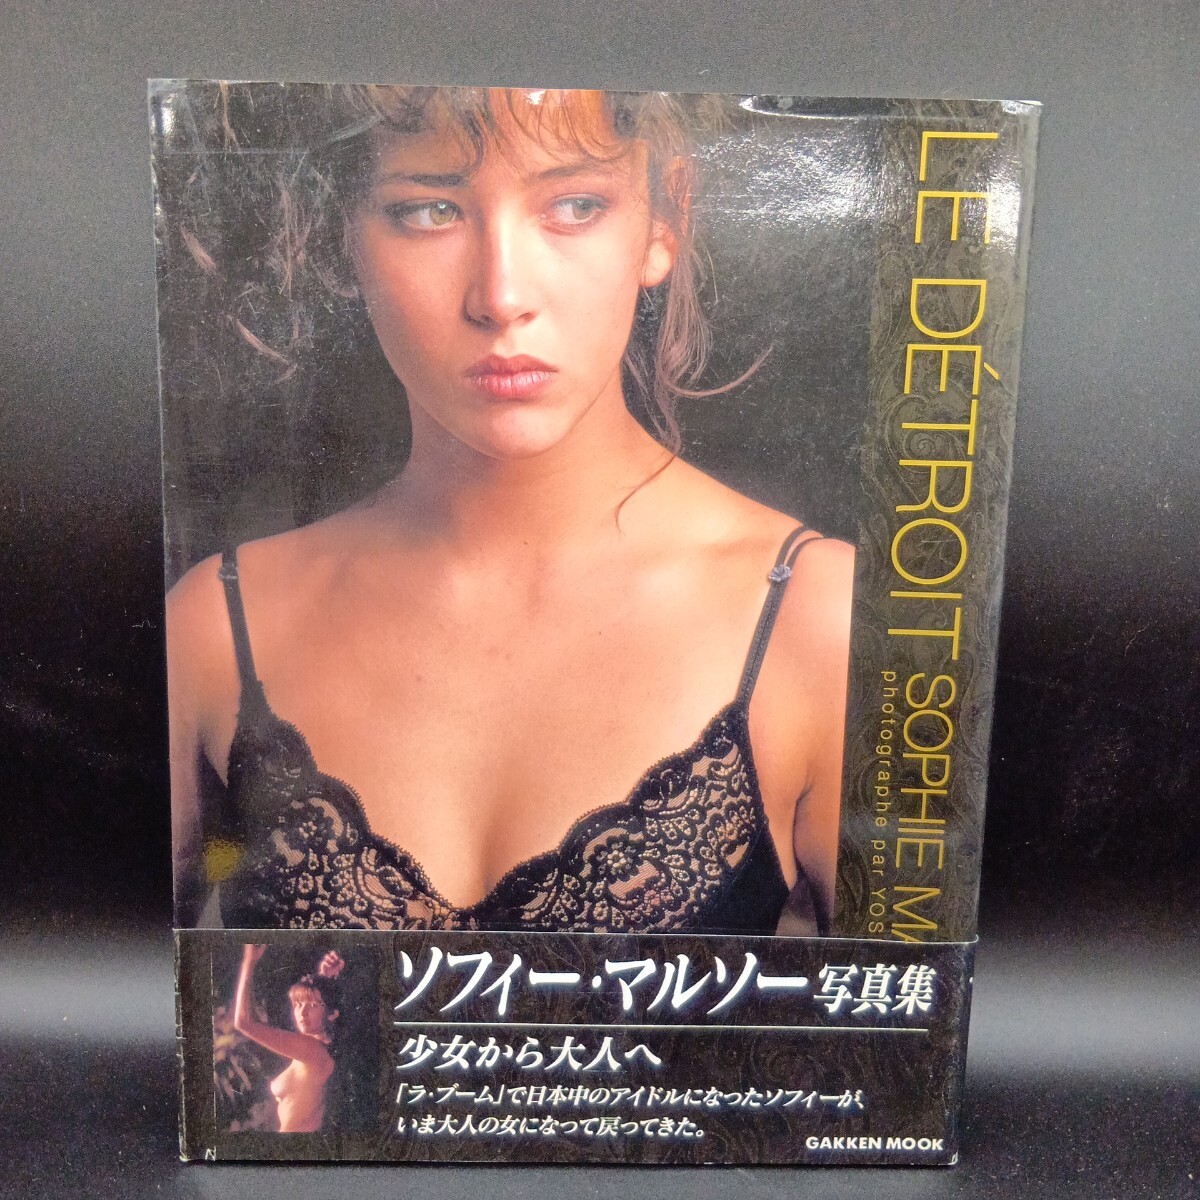 LE DÉTROIT SOPHIE
photographe par
ソフィー・マルソー 写真集
少女から大人へ
「ラ・ブーム」で日本中のアイドルになったソフィーが、
いま大人の女になって戻ってきた。
GAKKEN MOOK